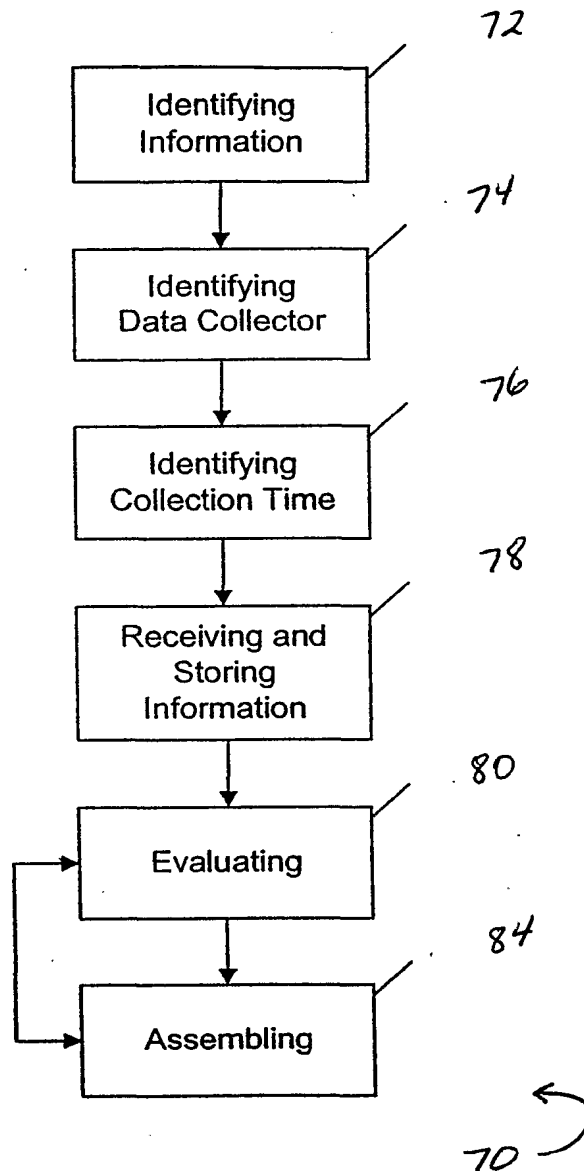 72
Identifying
Information
74
Identifying
Data Collector
76
Identifying
Collection Time
78
Receiving and
Storing
Information
80
Evaluating
84
Assembling
70